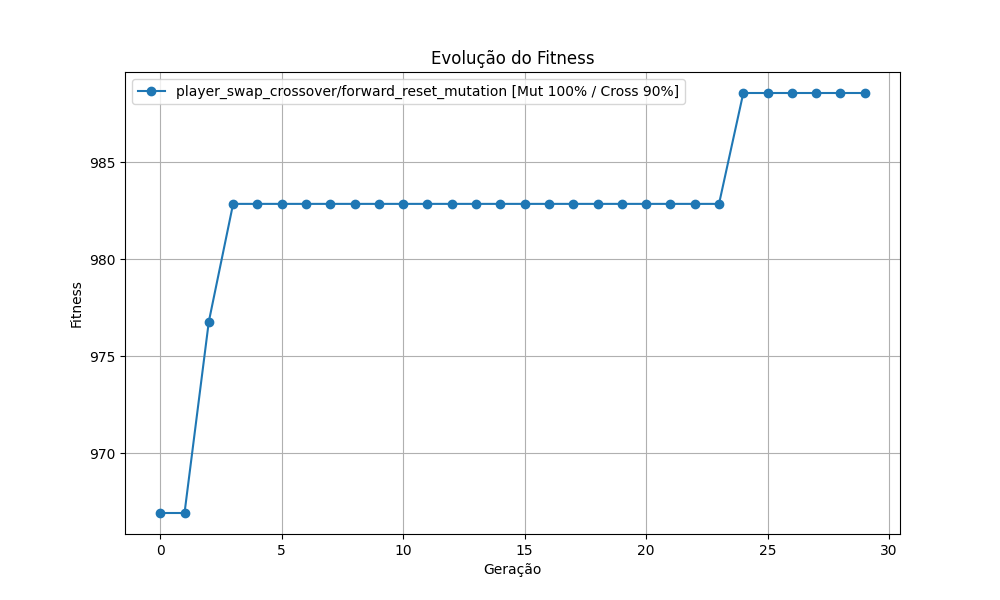 Evolução do Fitness
player_swap_crossover/forward_reset_mutation [Mut 100% / Cross 90%]
Fitness
985
980
975
970
0 5 10 15 20 25 30
Geração